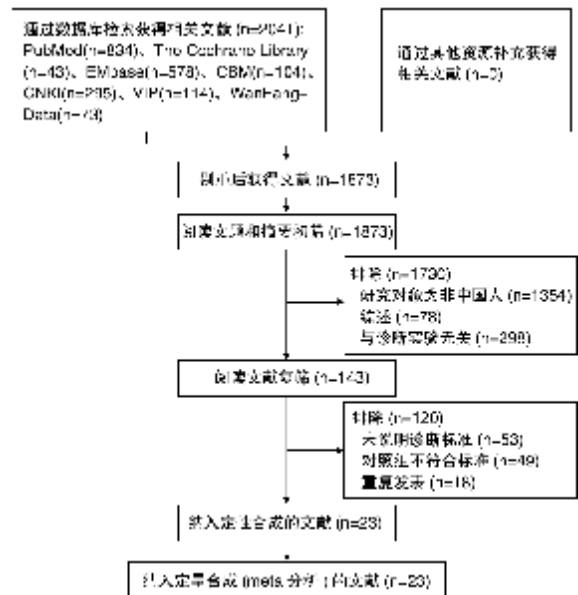 通过数据库检索获得相关文献 (n=2041):
PubMed(n=834)、The Cochrane Library
(n=43)、EMbase(n=578)、CBM(n=104)、
CNKI(n=295)、VIP(n=114)、WanFang-
Data(n=73)
通过其他资源补充获得
相关文献 (n=0)
剔重后获得文献 (n=1873)
阅读文题和摘要初筛 (n=1873)
排除 (n=1730)
研究对象为非中国人 (n=1354)
综述 (n=78)
与诊断实验无关 (n=298)
阅读文献复筛 (n=143)
排除 (n=120)
未说明诊断标准 (n=53)
对照组不符合标准 (n=49)
重复发表 (n=18)
纳入定性合成的文献 (n=23)
纳入定量合成 (meta 分析) 的文献 (n=23)